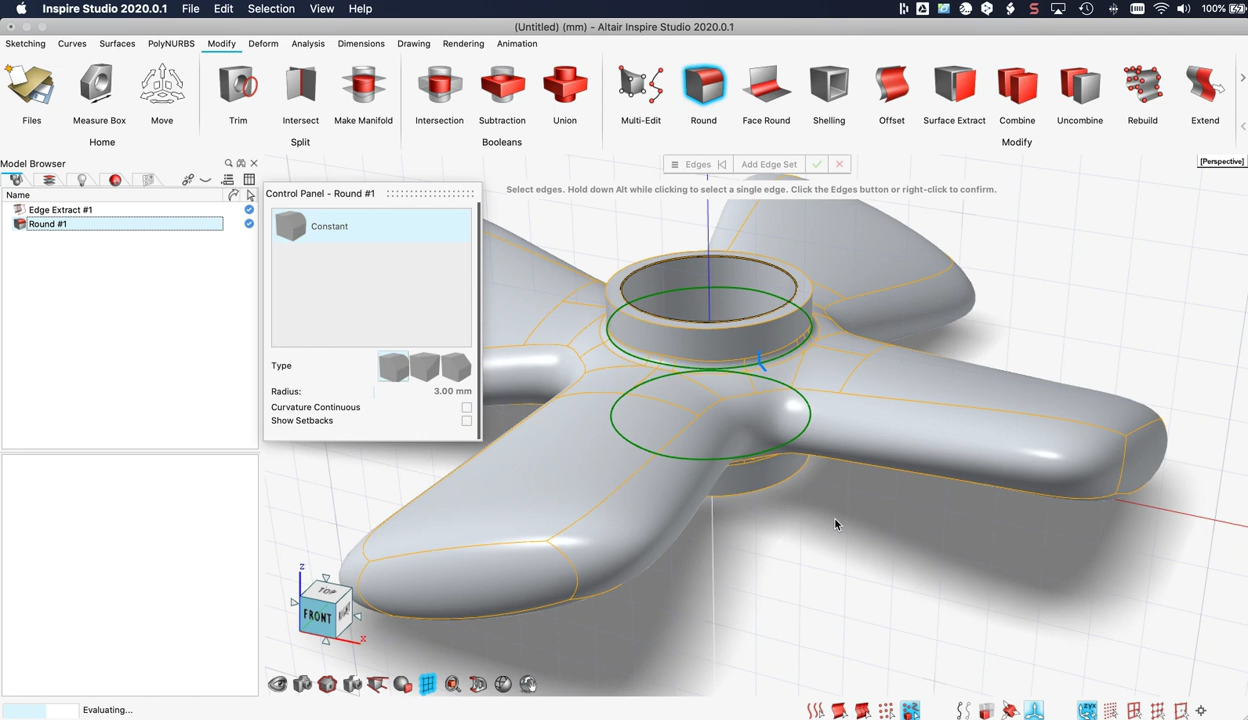 Inspire Studio 2020.0.1 File Edit Selection View Help 100%
(Untitled) (mm) - Altair Inspire Studio 2020.0.1
Sketching Curves Surfaces PolyNURBS Modify Deform Analysis Dimensions Drawing Rendering Animation
Files Measure Box Move Trim Intersect Make Manifold Intersection Subtraction Union Multi-Edit Round Face Round Shelling Offset Surface Extract Combine Uncombine Rebuild Extend
Home Split Booleans Modify
Model Browser
Edges Add Edge Set
[Perspective]
Select edges. Hold down Alt while clicking to select a single edge. Click the Edges button or right-click to confirm.
Name
Edge Extract #1
Round #1
Control Panel - Round #1
Constant
Type
Radius: 3.00 mm
Curvature Continuous
Show Setbacks
Z
TOP
FRONT
X
Evaluating...
ZYX